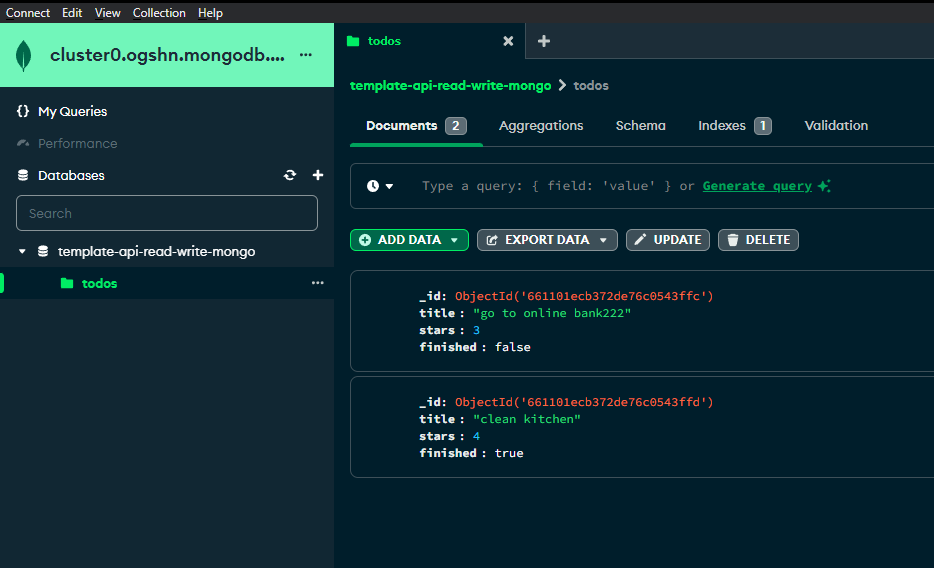 Connect Edit View Collection Help
cluster0.ogshn.mongodb....
{} My Queries
Performance
Databases
Search
template-api-read-write-mongo
todos
todos
template-api-read-write-mongo > todos
Documents 2 Aggregations Schema Indexes 1 Validation
Type a query: { field: 'value' } or Generate query
ADD DATA EXPORT DATA UPDATE DELETE
_id: ObjectId('661101ecb372de76c0543ffc')
title : "go to online bank222"
stars : 3
finished : false
_id: ObjectId('661101ecb372de76c0543ffd')
title : "clean kitchen"
stars : 4
finished : true